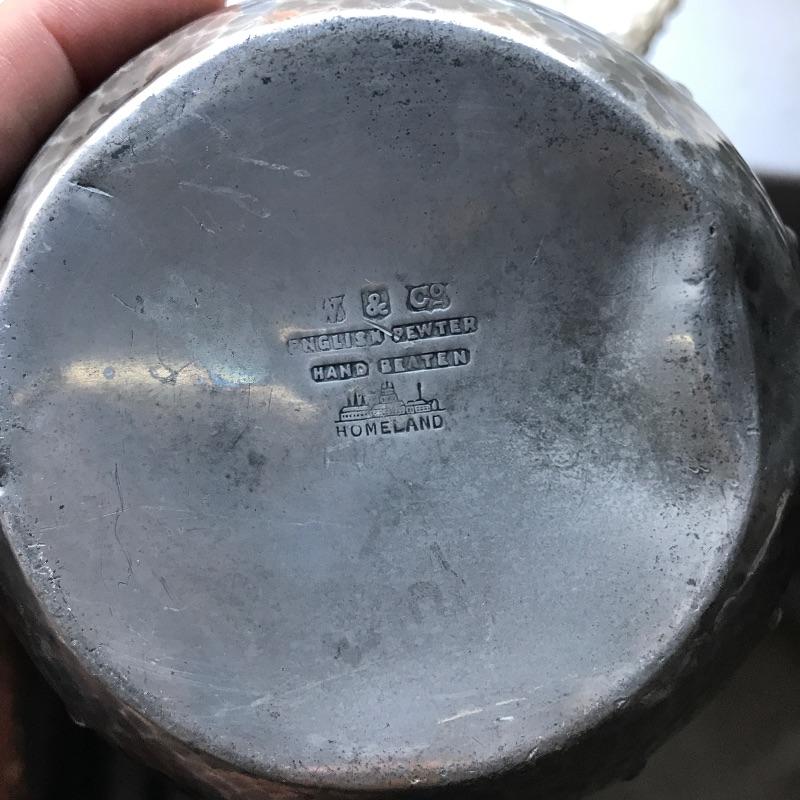 & Co
ENGLISH PEWTER
HAND BEATEN
HOMELAND